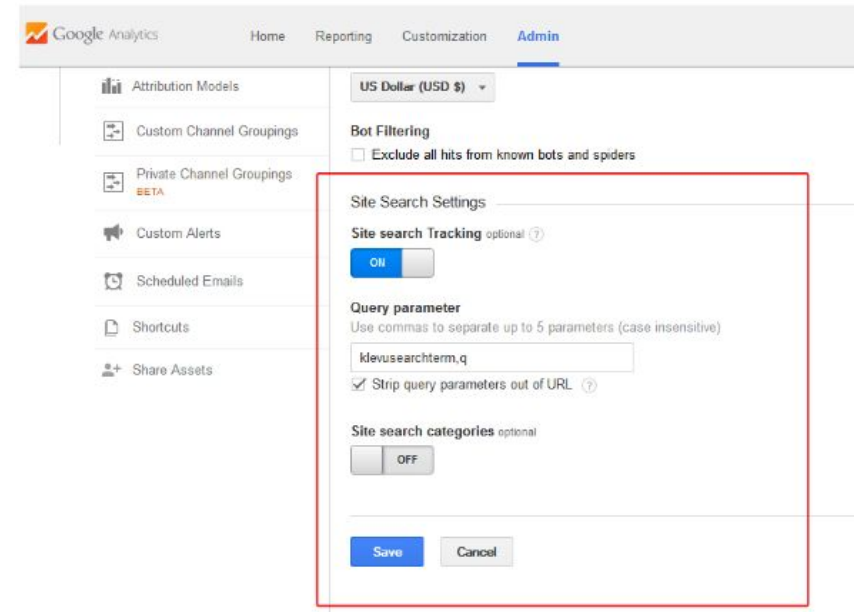 Google Analytics
Home
Reporting
Customization
Admin
Attribution Models
Custom Channel Groupings
Private Channel Groupings
BETA
Custom Alerts
Scheduled Emails
Shortcuts
Share Assets
US Dollar (USD $)
Bot Filtering
Exclude all hits from known bots and spiders
Site Search Settings
Site search Tracking optional ?
ON
Query parameter
Use commas to separate up to 5 parameters (case insensitive)
klevusearchterm,q
Strip query parameters out of URL ?
Site search categories optional
OFF
Save
Cancel